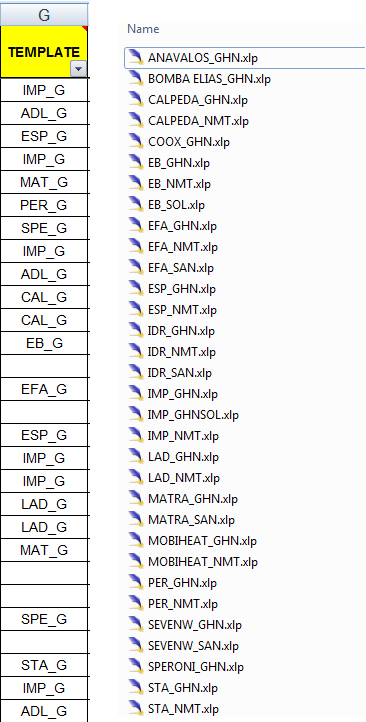 G
TEMPLATE
IMP_G
ADL_G
ESP_G
IMP_G
MAT_G
PER_G
SPE_G
IMP_G
ADL_G
CAL_G
CAL_G
EB_G
EFA_G
ESP_G
IMP_G
IMP_G
LAD_G
LAD_G
MAT_G
SPE_G
STA_G
IMP_G
ADL_G
Name
ANAVALOS_GHN.xlp
BOMBA ELIAS_GHN.xlp
CALPEDA_GHN.xlp
CALPEDA_NMT.xlp
COOX_GHN.xlp
EB_GHN.xlp
EB_NMT.xlp
EB_SOL.xlp
EFA_GHN.xlp
EFA_NMT.xlp
EFA_SAN.xlp
ESP_GHN.xlp
ESP_NMT.xlp
IDR_GHN.xlp
IDR_NMT.xlp
IDR_SAN.xlp
IMP_GHN.xlp
IMP_GHNSOL.xlp
IMP_NMT.xlp
LAD_GHN.xlp
LAD_NMT.xlp
MATRA_GHN.xlp
MATRA_SAN.xlp
MOBIHEAT_GHN.xlp
MOBIHEAT_NMT.xlp
PER_GHN.xlp
PER_NMT.xlp
SEVENW_GHN.xlp
SEVENW_SAN.xlp
SPERONI_GHN.xlp
STA_GHN.xlp
STA_NMT.xlp